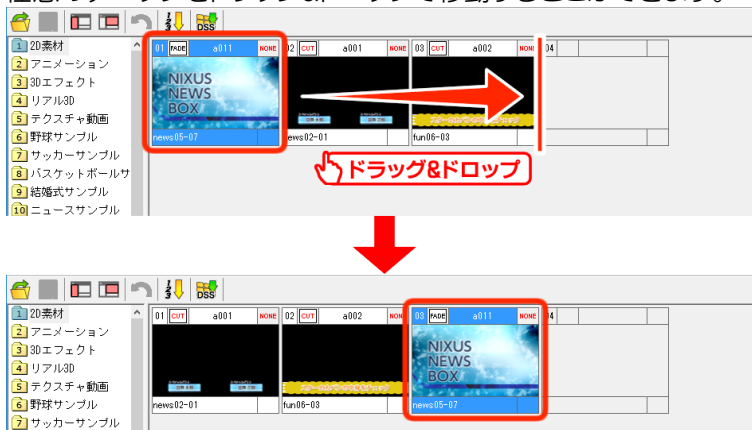 1 2D素材
2 アニメーション
3 3Dエフェクト
4 リアル3D
5 テクスチャ動画
6 野球サンプル
7 サッカーサンプル
8 バスケットボールサ
9 結婚式サンプル
10 ニュースサンプル
DSS
01 FADE a011 NONE
02 CUT a001 NONE
03 CUT a002 NONE
04
NIXUS
NEWS
BOX
news05-07
news02-01
fun06-03
ドラッグ&ドロップ
DSS
1 2D素材
2 アニメーション
3 3Dエフェクト
4 リアル3D
5 テクスチャ動画
6 野球サンプル
7 サッカーサンプル
01 CUT a001 NONE
02 CUT a002 NONE
03 FADE a011 NONE
04
NIXUS
NEWS
BOX
news02-01
fun06-03
news05-07